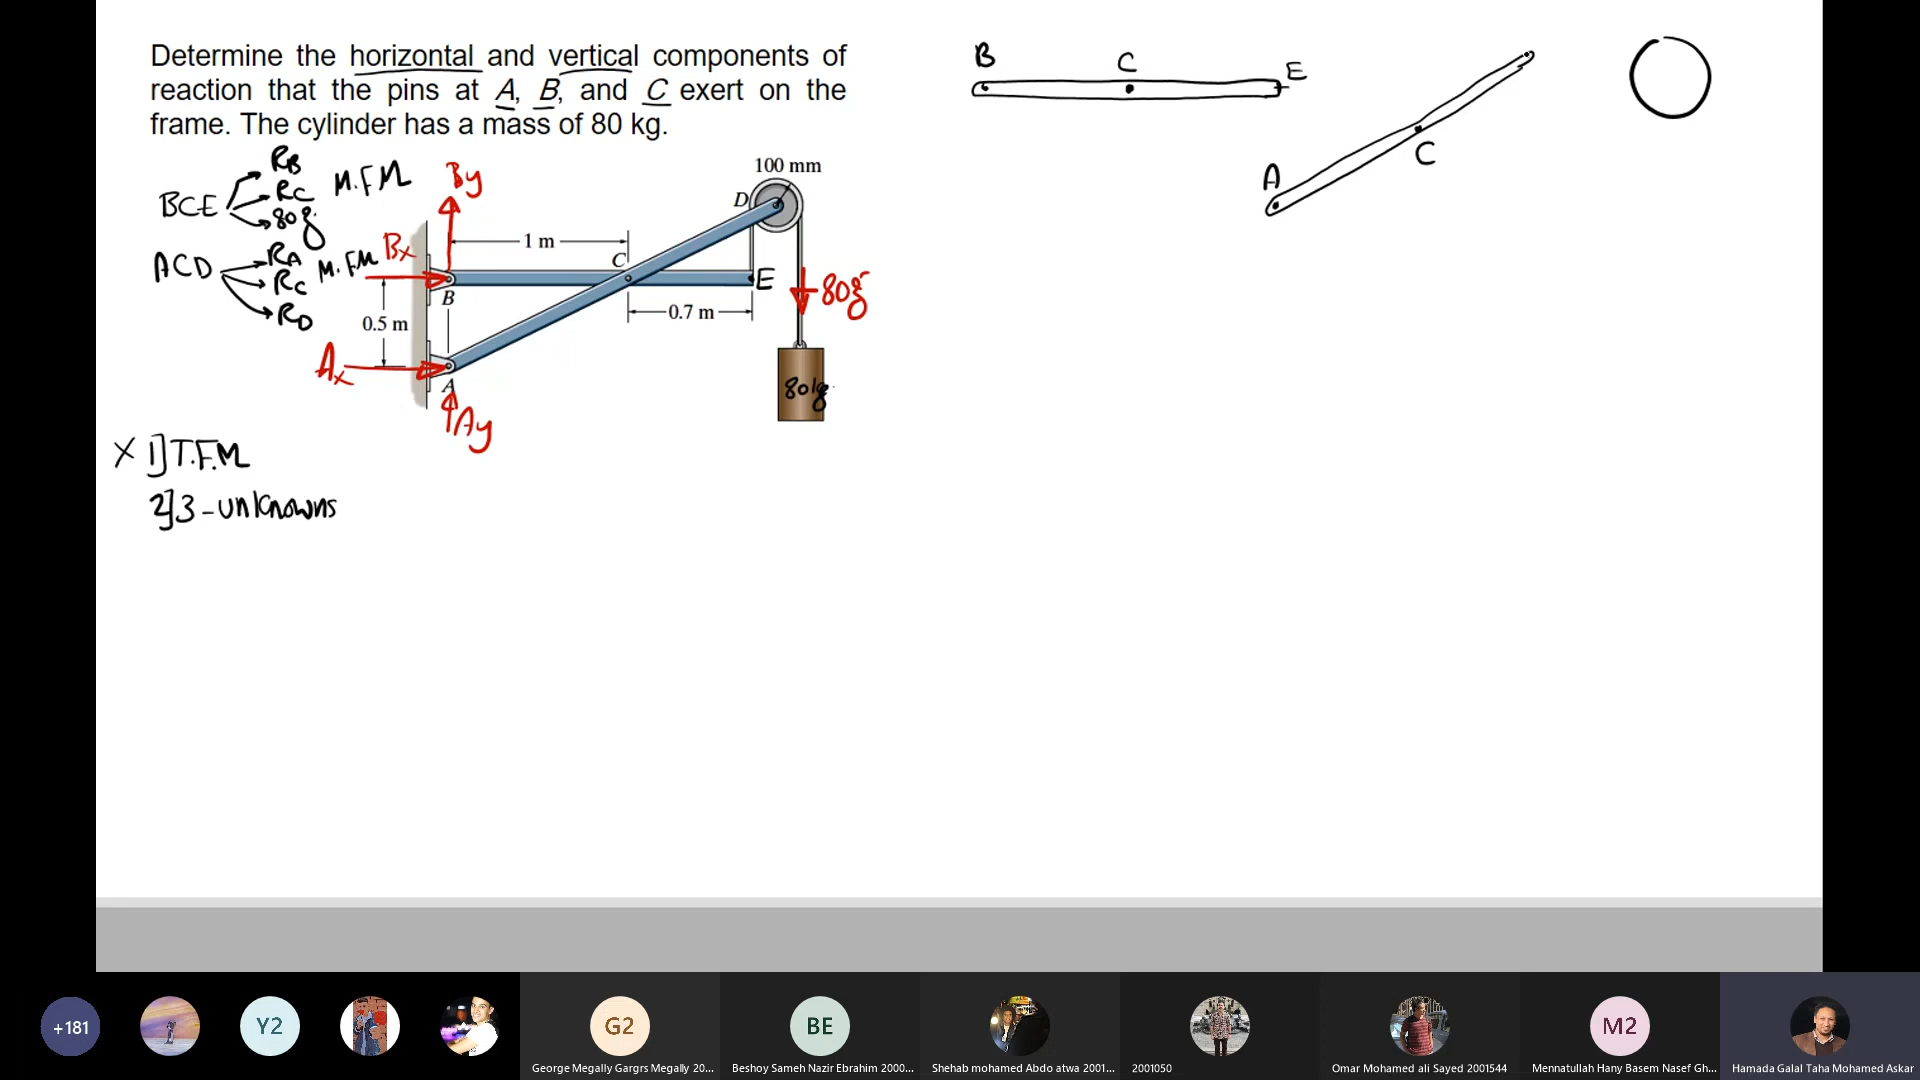 Determine the horizontal and vertical components of
reaction that the pins at A, B, and C exert on the
frame. The cylinder has a mass of 80 kg.
B
C
E
A
C
BCE
RB
RC
80g
M.F.M
ACD
RA
RC
RD
M.FM
By
Bx
100 mm
D
1 m
C
B
E
80g
0.5 m
0.7 m
Ax
A
Ay
80kg
X 1] T.F.M
2] 3-unknowns
+181
Y2
G2
BE
M2
George Megally Gargrs Megally 20...
Beshoy Sameh Nazir Ebrahim 2000...
Shehab mohamed Abdo atwa 2001...
2001050
Omar Mohamed ali Sayed 2001544
Mennatullah Hany Basem Nasef Gh...
Hamada Galal Taha Mohamed Askar